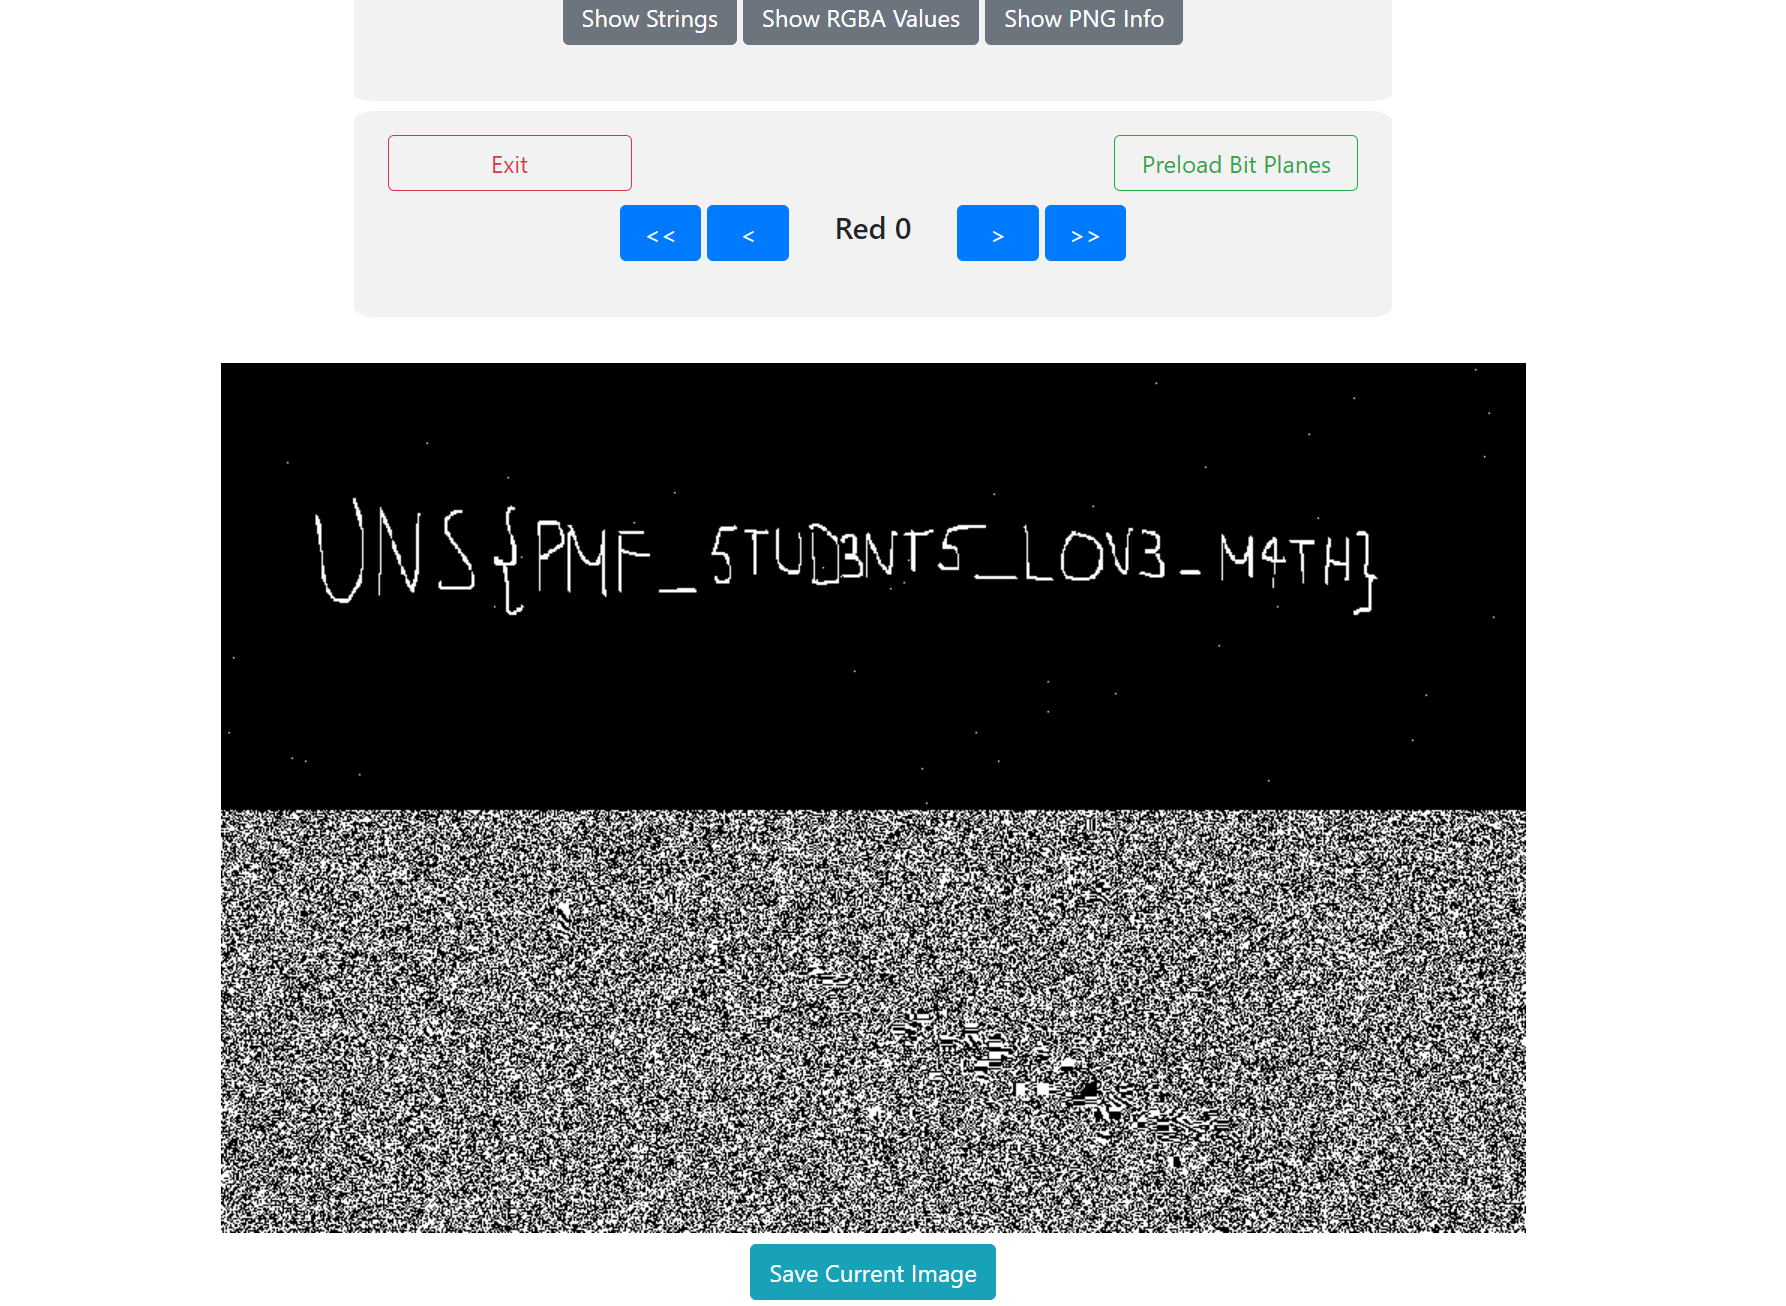 Show Strings Show RGBA Values Show PNG Info
Exit Preload Bit Planes
<< < Red 0 > >>
UNS{PMF_5TUD3NT5_LOV3_M4TH}
Save Current Image